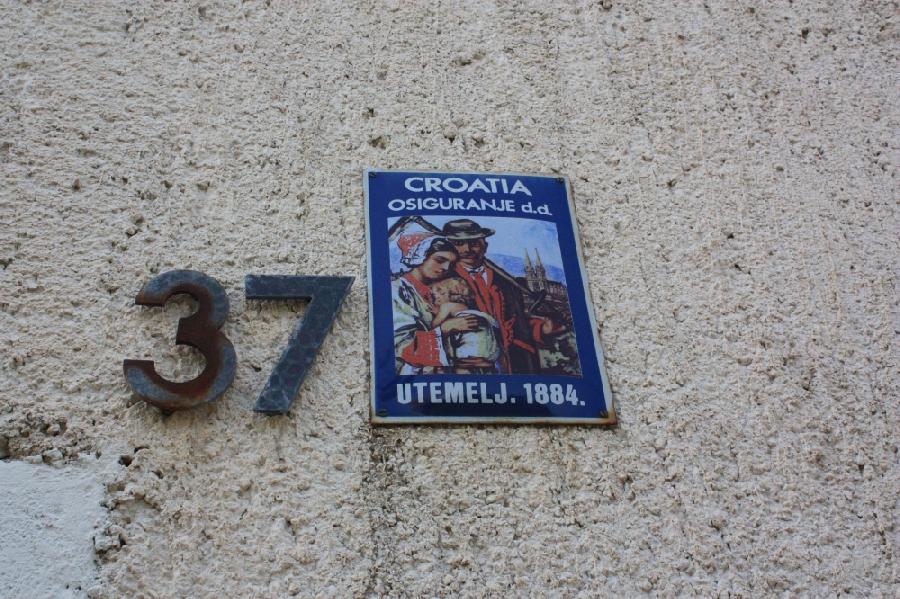 37
CROATIA
OSIGURANJE d.d.
UTEMELJ. 1884.